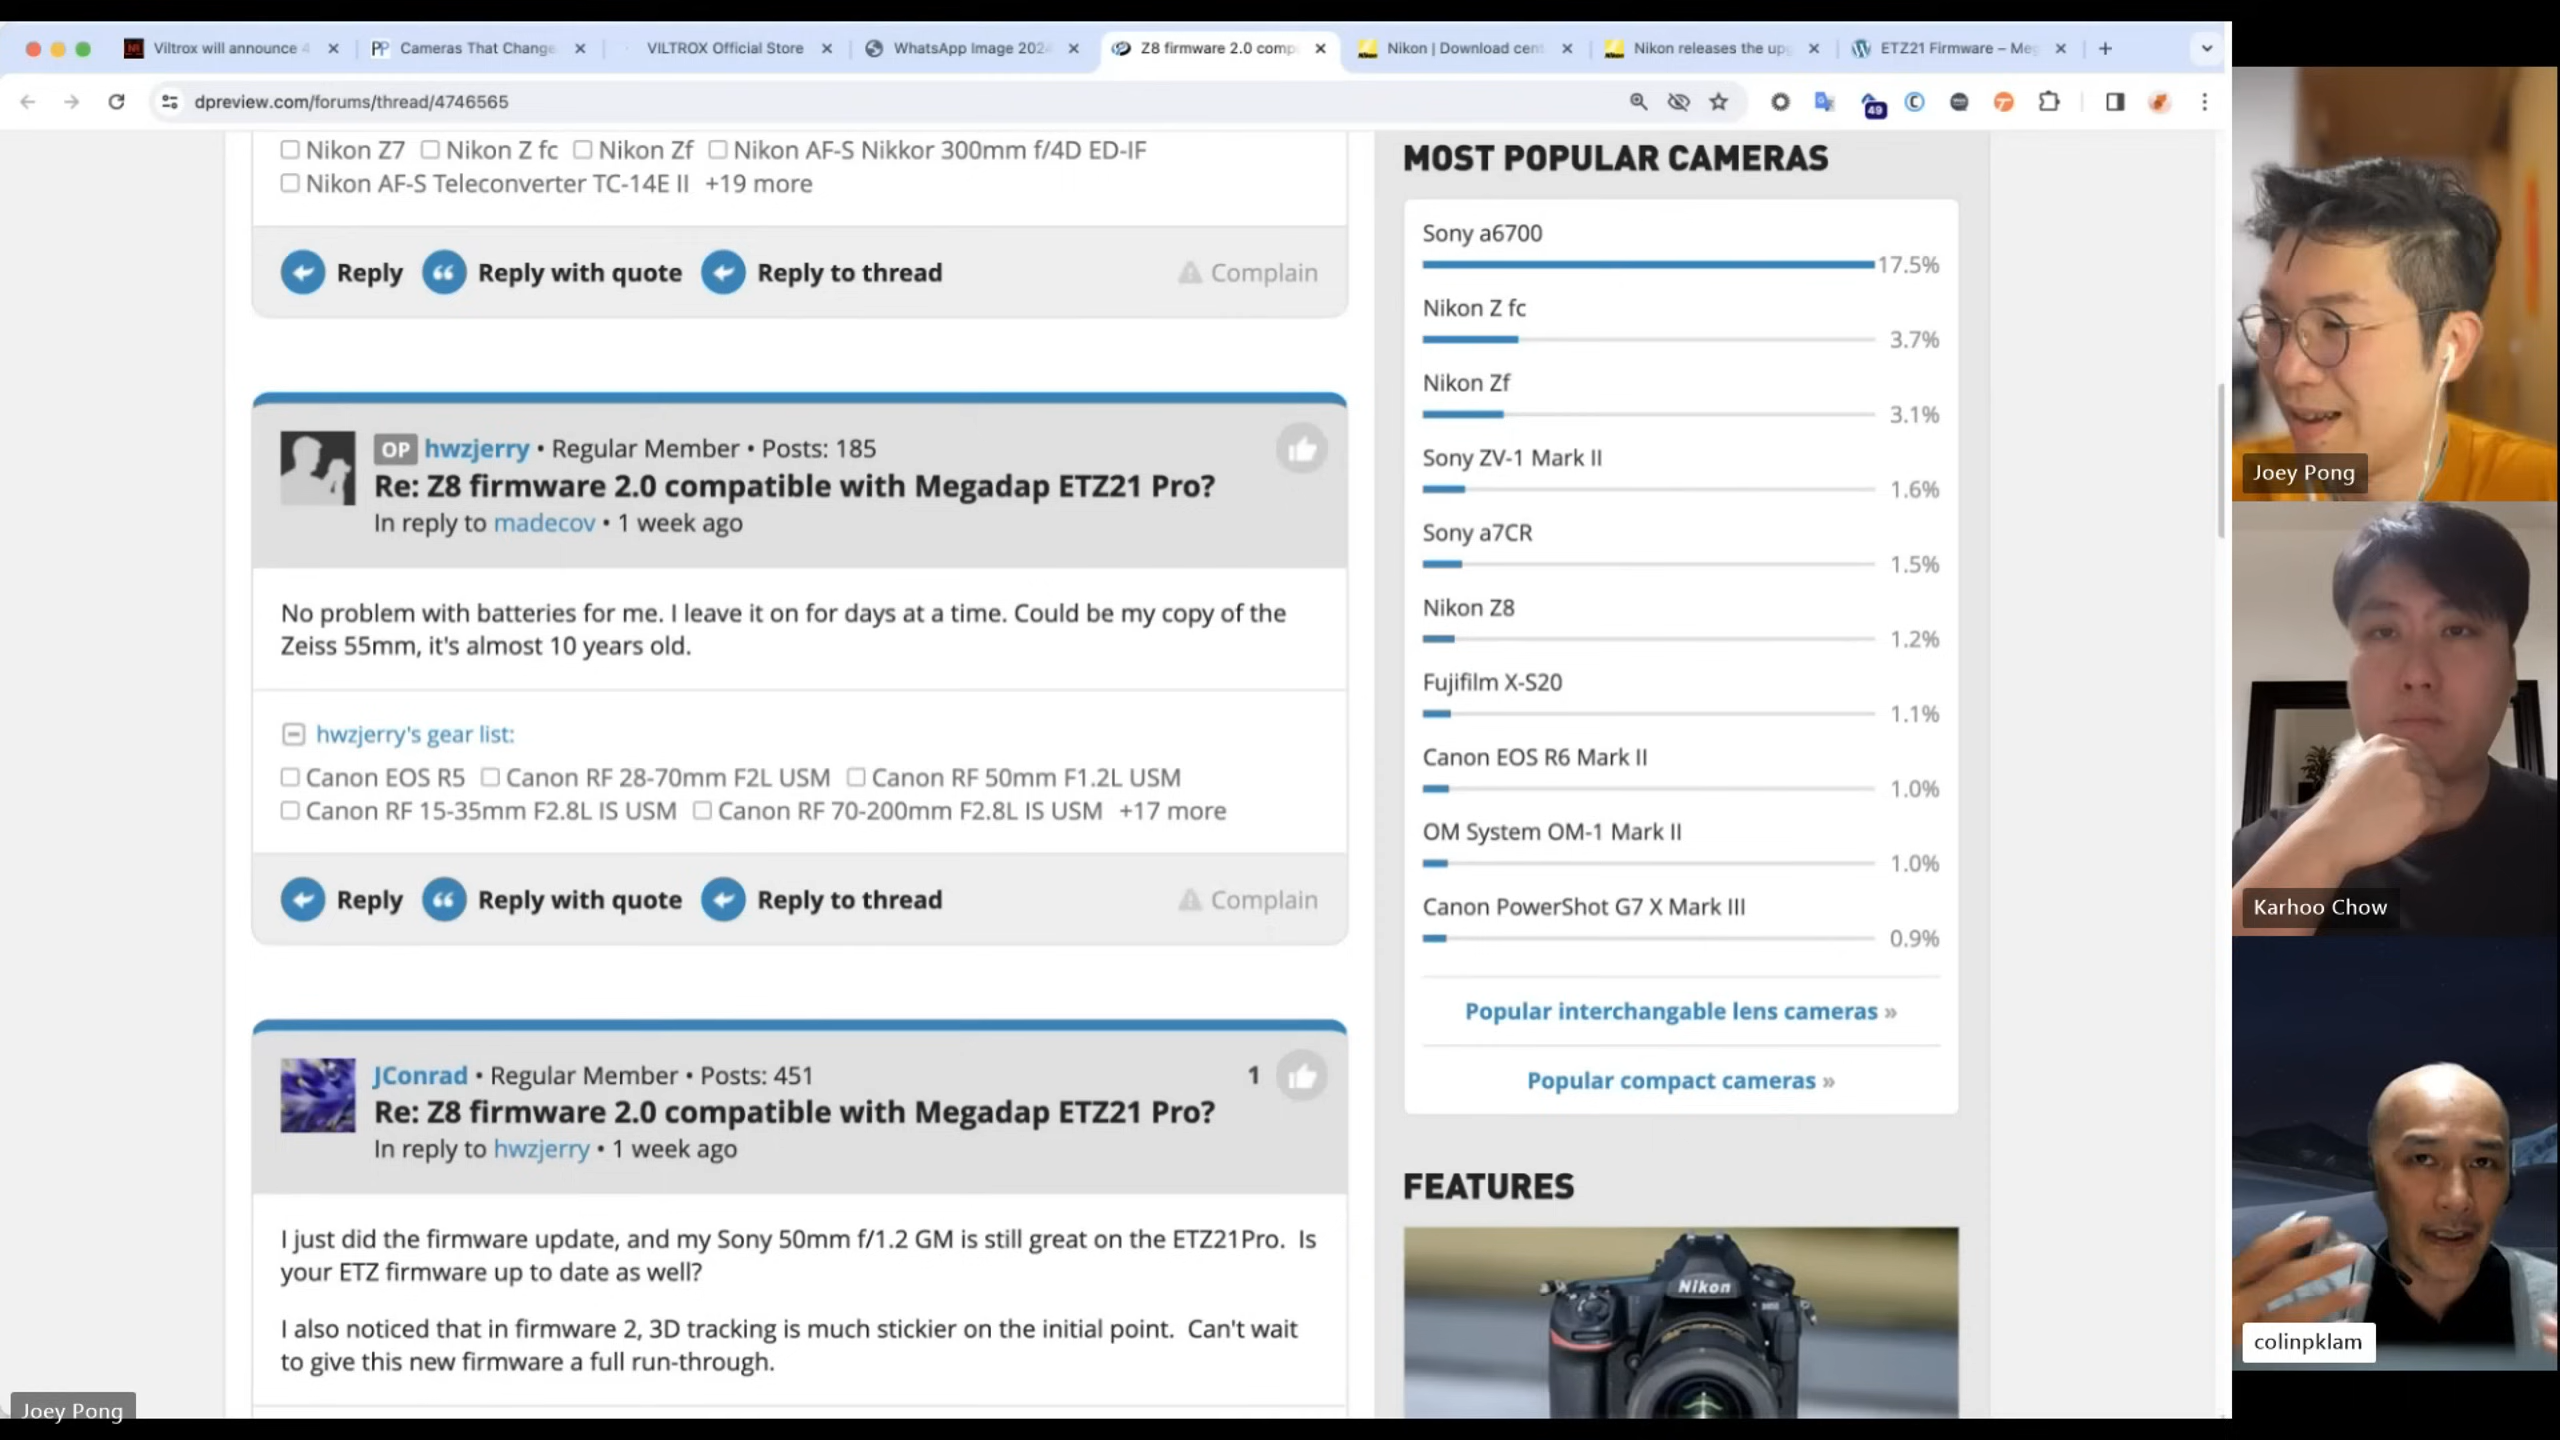 Viltrox will announce 4
Cameras That Change
VILTROX Official Store
WhatsApp Image 202
Z8 firmware 2.0 comp
Nikon | Download cen
Nikon releases the up
ETZ21 Firmware – Meg
dpreview.com/forums/thread/4746565
49
Nikon Z7 Nikon Z fc Nikon Zf Nikon AF-S Nikkor 300mm f/4D ED-IF
Nikon AF-S Teleconverter TC-14E II +19 more
Reply Reply with quote Reply to thread Complain
OP hwzjerry • Regular Member • Posts: 185
Re: Z8 firmware 2.0 compatible with Megadap ETZ21 Pro?
In reply to madecov • 1 week ago
No problem with batteries for me. I leave it on for days at a time. Could be my copy of the
Zeiss 55mm, it's almost 10 years old.
hwzjerry's gear list:
Canon EOS R5 Canon RF 28-70mm F2L USM Canon RF 50mm F1.2L USM
Canon RF 15-35mm F2.8L IS USM Canon RF 70-200mm F2.8L IS USM +17 more
Reply Reply with quote Reply to thread Complain
JConrad • Regular Member • Posts: 451
1
Re: Z8 firmware 2.0 compatible with Megadap ETZ21 Pro?
In reply to hwzjerry • 1 week ago
I just did the firmware update, and my Sony 50mm f/1.2 GM is still great on the ETZ21Pro. Is
your ETZ firmware up to date as well?
I also noticed that in firmware 2, 3D tracking is much stickier on the initial point. Can't wait
to give this new firmware a full run-through.
MOST POPULAR CAMERAS
Sony a6700
17.5%
Nikon Z fc
3.7%
Nikon Zf
3.1%
Sony ZV-1 Mark II
1.6%
Sony a7CR
1.5%
Nikon Z8
1.2%
Fujifilm X-S20
1.1%
Canon EOS R6 Mark II
1.0%
OM System OM-1 Mark II
1.0%
Canon PowerShot G7 X Mark III
0.9%
Popular interchangable lens cameras »
Popular compact cameras »
FEATURES
Nikon
Joey Pong
Karhoo Chow
colinpklam
Joey Pong